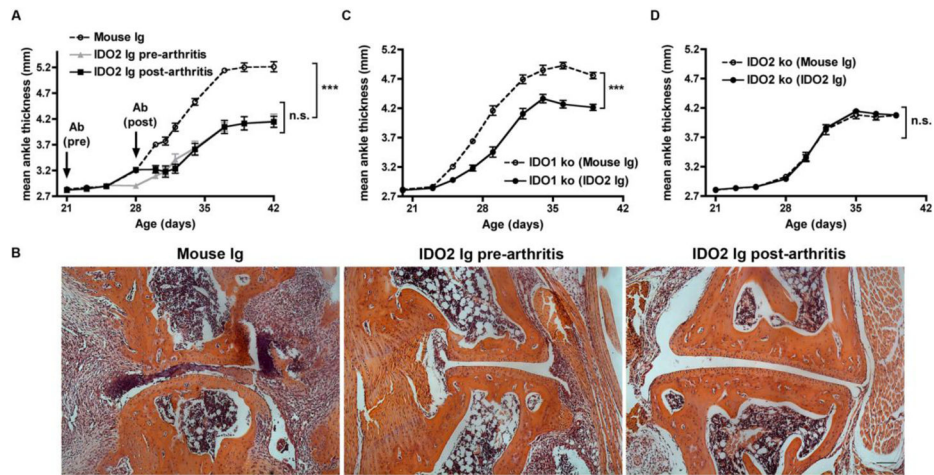 A
mean ankle thickness (mm)
5.2
4.7
4.2
3.7
3.2
2.7
Mouse Ig
IDO2 Ig pre-arthritis
IDO2 Ig post-arthritis
Ab
(pre)
Ab
(post)
***
n.s.
21 28 35 42
Age (days)
C
mean ankle thickness (mm)
5.2
4.7
4.2
3.7
3.2
2.7
***
IDO1 ko (Mouse Ig)
IDO1 ko (IDO2 Ig)
21 28 35 42
Age (days)
D
mean ankle thickness (mm)
5.2
4.7
4.2
3.7
3.2
2.7
IDO2 ko (Mouse Ig)
IDO2 ko (IDO2 Ig)
n.s.
21 28 35 42
Age (days)
B
Mouse Ig
IDO2 Ig pre-arthritis
IDO2 Ig post-arthritis